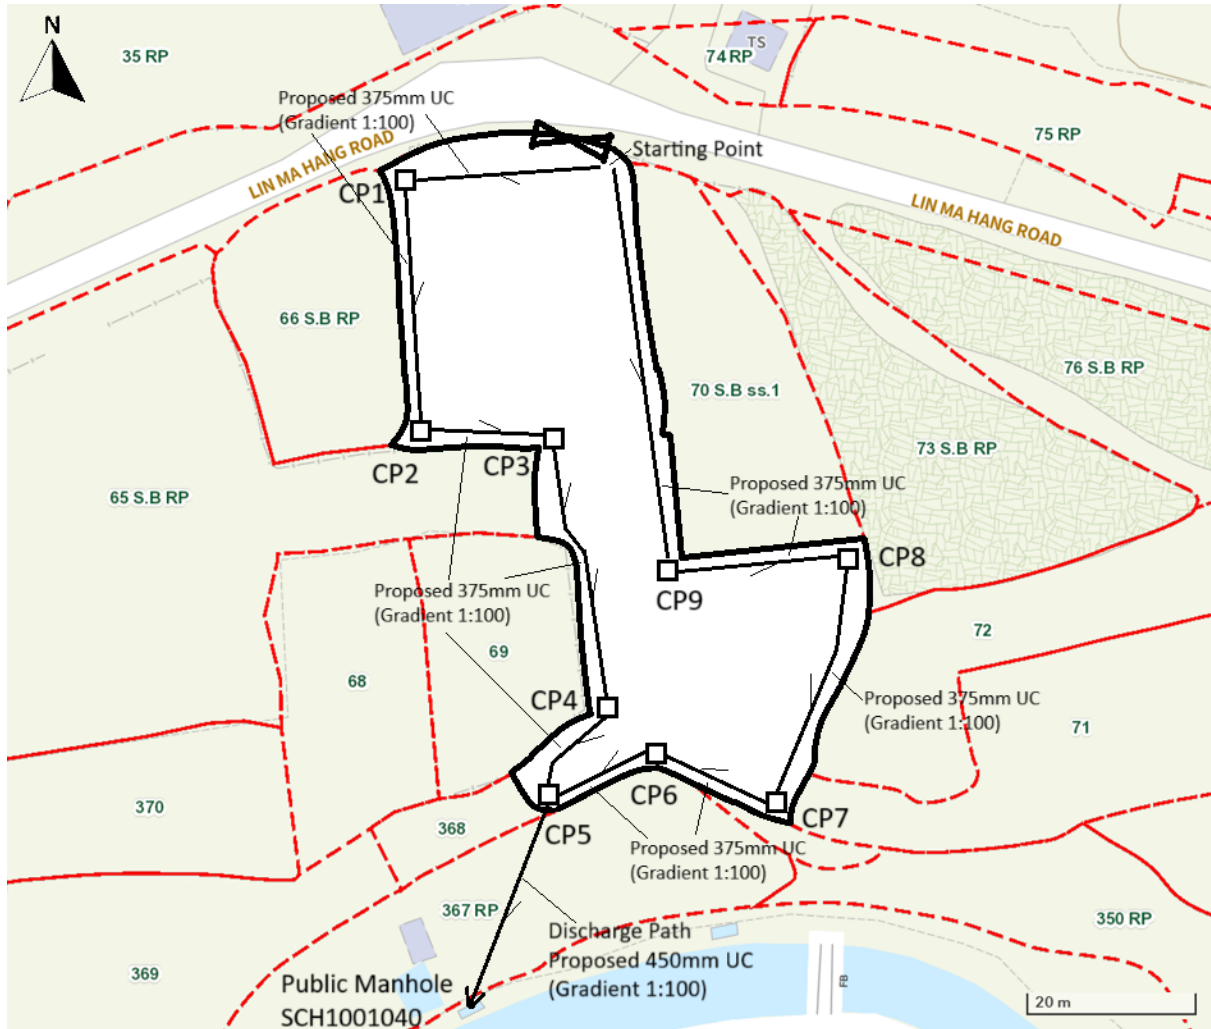 N
35 RP
74 RP
TS
Proposed 375mm UC
(Gradient 1:100)
LIN MA HANG ROAD
Starting Point
75 RP
CP1
LIN MA HANG ROAD
66 S.B RP
76 S.B RP
70 S.B ss.1
73 S.B RP
CP2
CP3
65 S.B RP
Proposed 375mm UC
(Gradient 1:100)
CP8
CP9
Proposed 375mm UC
(Gradient 1:100)
72
69
68
CP4
Proposed 375mm UC
(Gradient 1:100)
71
370
368
CP6
CP7
CP5
Proposed 375mm UC
(Gradient 1:100)
367 RP
350 RP
Discharge Path
Proposed 450mm UC
(Gradient 1:100)
369
Public Manhole
SCH1001040
FB
20 m